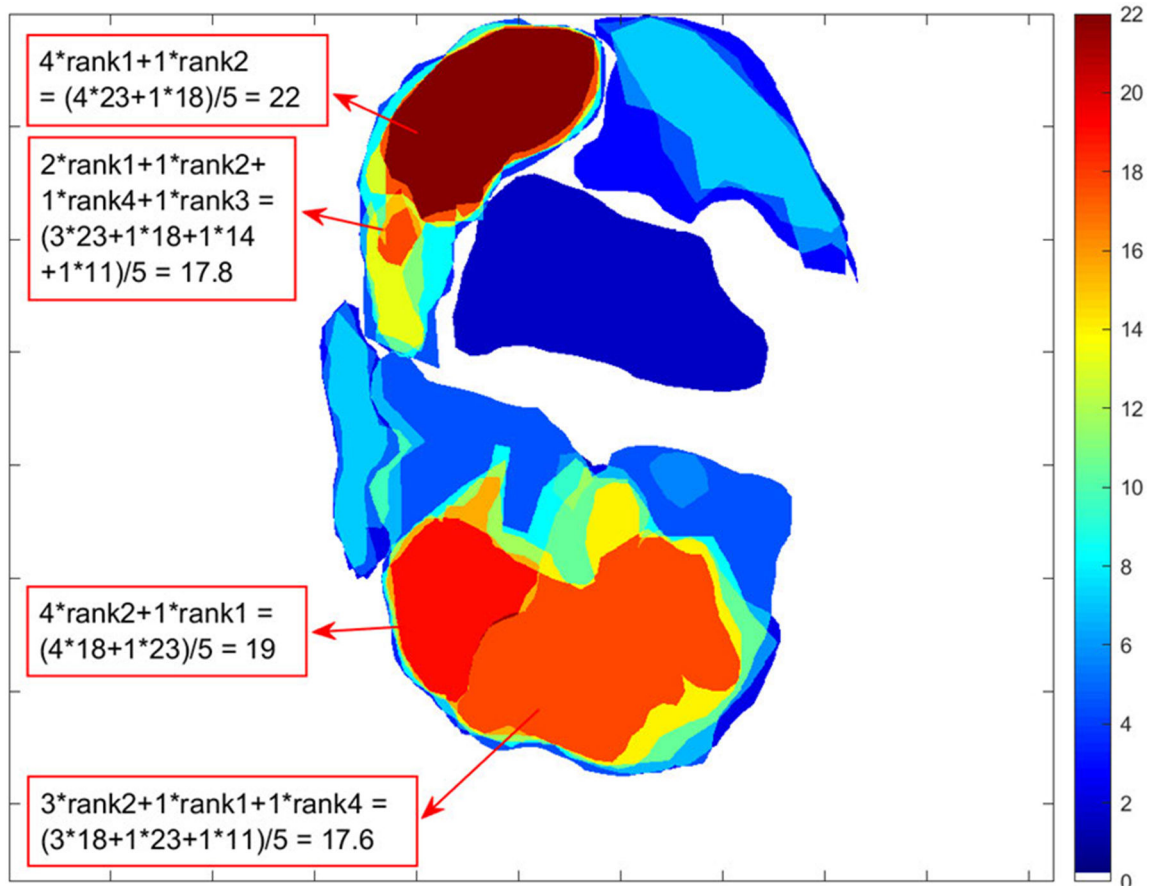 4*rank1+1*rank2
= (4*23+1*18)/5 = 22
2*rank1+1*rank2+
1*rank4+1*rank3 =
(3*23+1*18+1*14
+1*11)/5 = 17.8
4*rank2+1*rank1 =
(4*18+1*23)/5 = 19
3*rank2+1*rank1+1*rank4 =
(3*18+1*23+1*11)/5 = 17.6
22
20
18
16
14
12
10
8
6
4
2
0